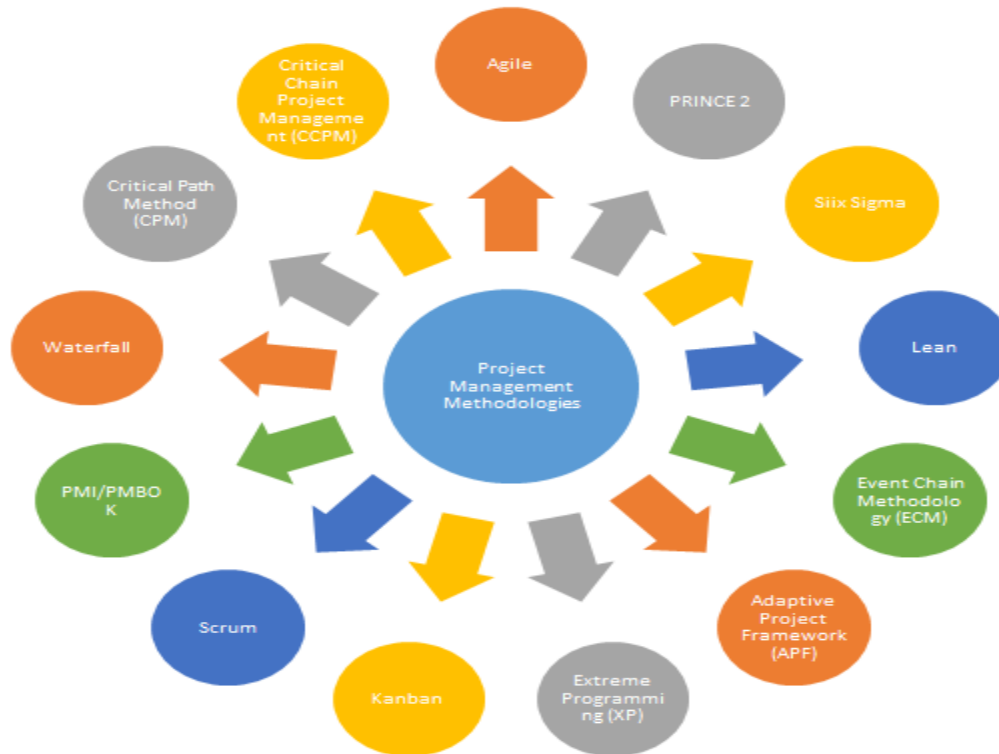 Agile
PRINCE 2
Siix Sigma
Lean
Event Chain
Methodolo
gy (ECM)
Adaptive
Project
Framework
(APF)
Extreme
Programmi
ng (XP)
Kanban
Scrum
PMI/PMBO
K
Waterfall
Critical Path
Method
(CPM)
Critical
Chain
Project
Manageme
nt (CCPM)
Project
Management
Methodologies